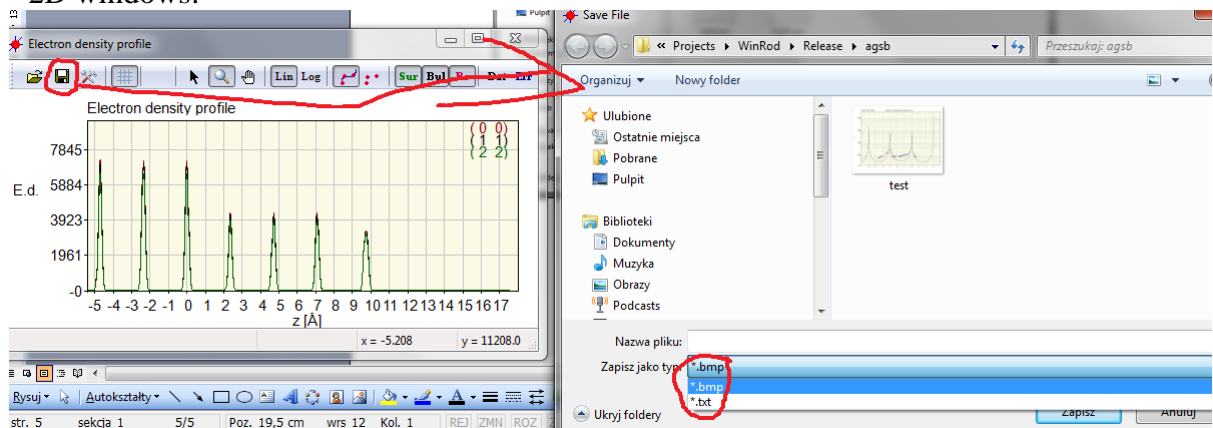 2D windows.
13
Pulpit
Electron density profile
Lin Log
Sur Bul
Electron density profile
( 0 0)
( 1 1)
( 2 2)
7845
5884
3923
1961
-0
E.d.
-5 -4 -3 -2 -1 0 1 2 3 4 5 6 7 8 9 10 11 12 13 14 15 16 17
z [Å]
x = -5.208 y = 11208.0
Rysuj Autokształty
str. 5 sekcja 1 5/5 Poz. 19,5 cm wrs 12 Kol. 1 REJ ZMN ROZ
Save File
« Projects WinRod Release agsb
Przeszukaj: agsb
Organizuj Nowy folder
Ulubione
Ostatnie miejsca
Pobrane
Pulpit
Biblioteki
Dokumenty
Muzyka
Obrazy
Podcasts
test
Nazwa pliku:
Zapisz jako typ: *.bmp
*.bmp
*.txt
Ukryj foldery
Zapisz Anuluj